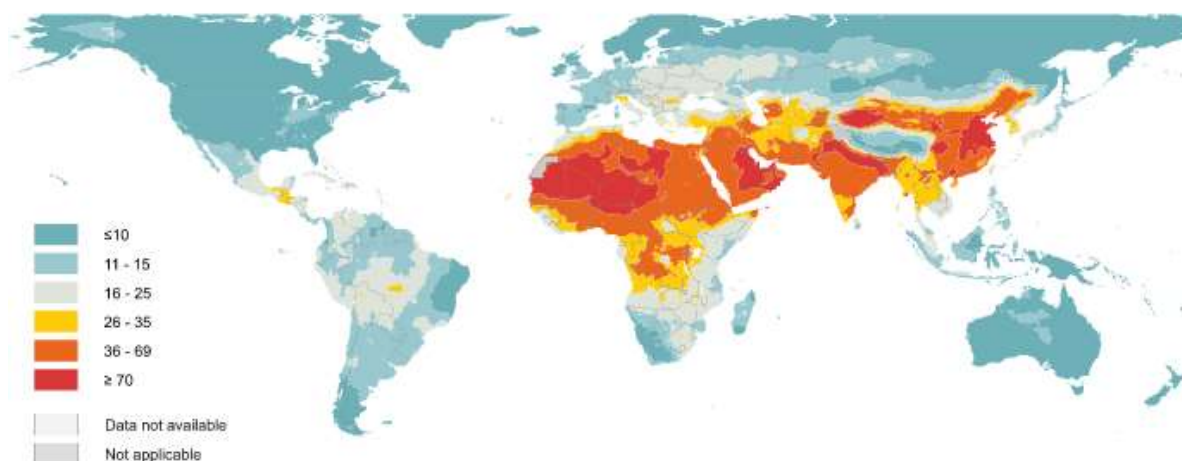 ≤10
11 - 15
16 - 25
26 - 35
36 - 69
≥ 70
Data not available
Not applicable